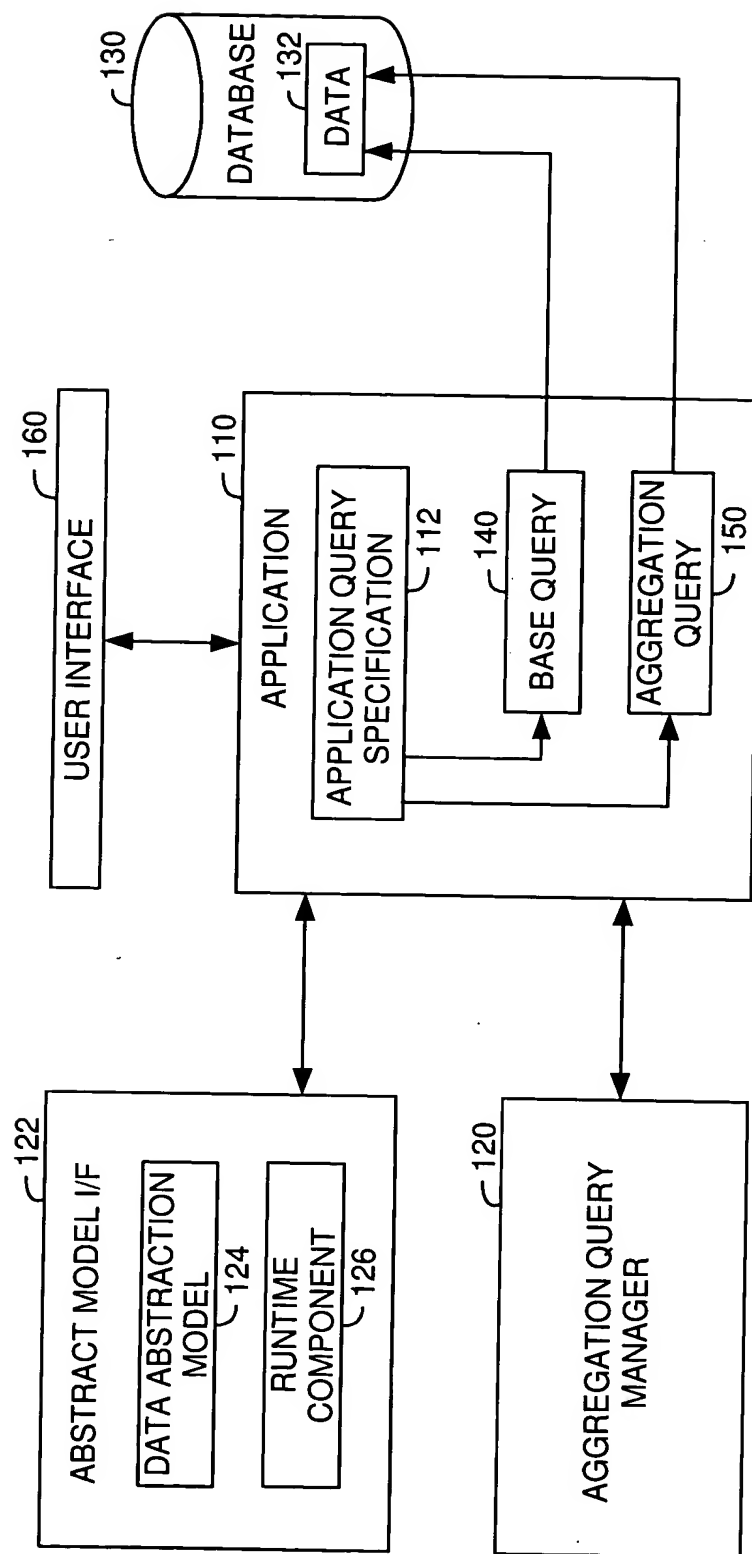 160
USER INTERFACE
122
ABSTRACT MODEL I/F
DATA ABSTRACTION
MODEL
124
RUNTIME
COMPONENT
126
110
APPLICATION
APPLICATION QUERY
SPECIFICATION
112
140
BASE QUERY
AGGREGATION
QUERY
150
130
DATABASE
132
DATA
120
AGGREGATION QUERY
MANAGER